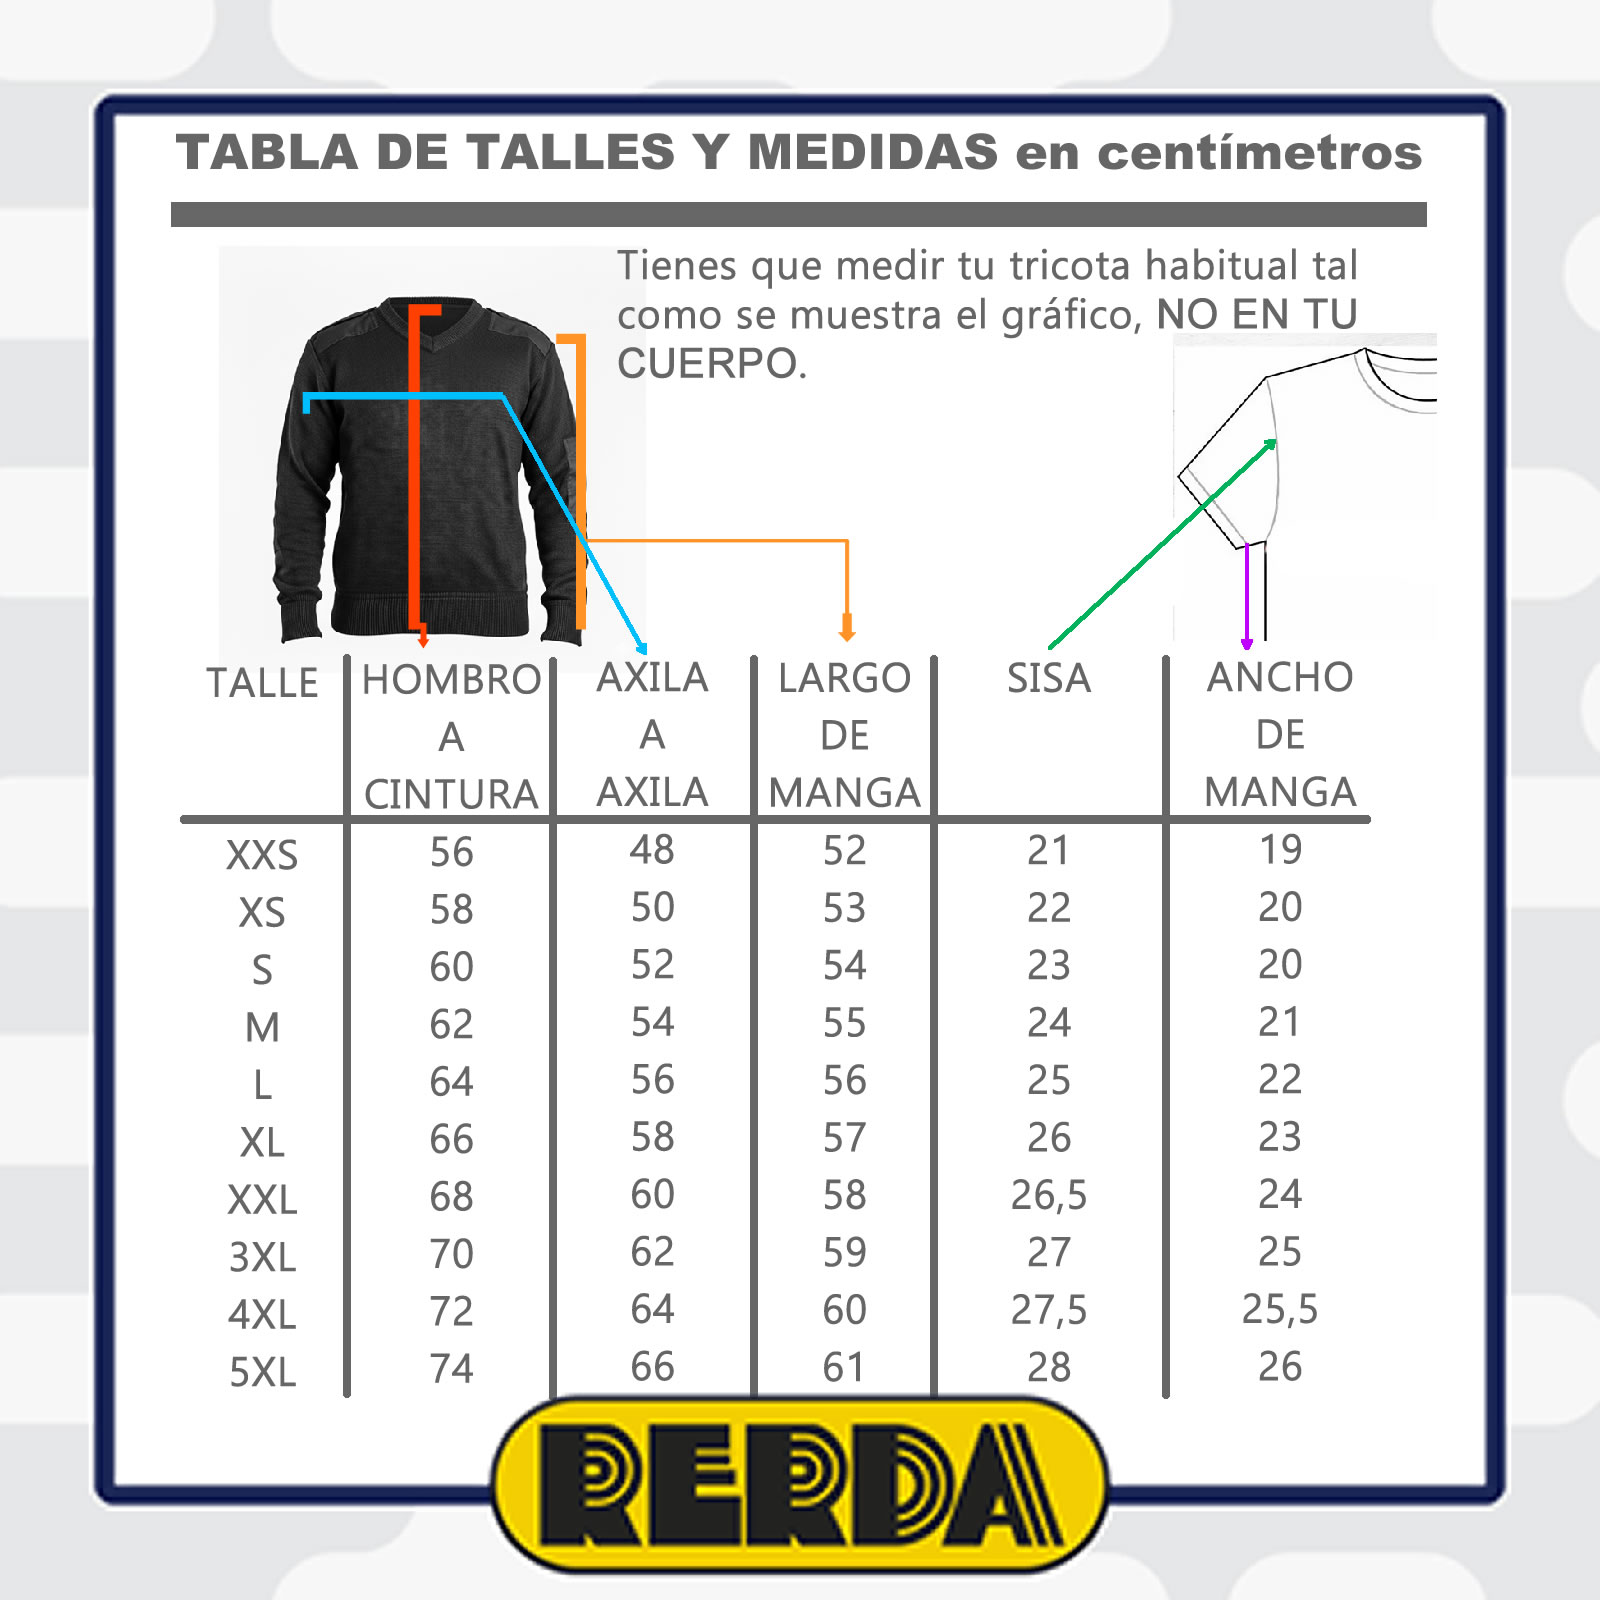 TABLA DE TALLES Y MEDIDAS en centímetros
Tienes que medir tu tricota habitual tal
como se muestra el gráfico, NO EN TU
CUERPO.
TALLE HOMBRO A CINTURA AXILA A AXILA LARGO DE MANGA SISA ANCHO DE MANGA
XXS 56 48 52 21 19
XS 58 50 53 22 20
S 60 52 54 23 20
M 62 54 55 24 21
L 64 56 56 25 22
XL 66 58 57 26 23
XXL 68 60 58 26,5 24
3XL 70 62 59 27 25
4XL 72 64 60 27,5 25,5
5XL 74 66 61 28 26
RERDA